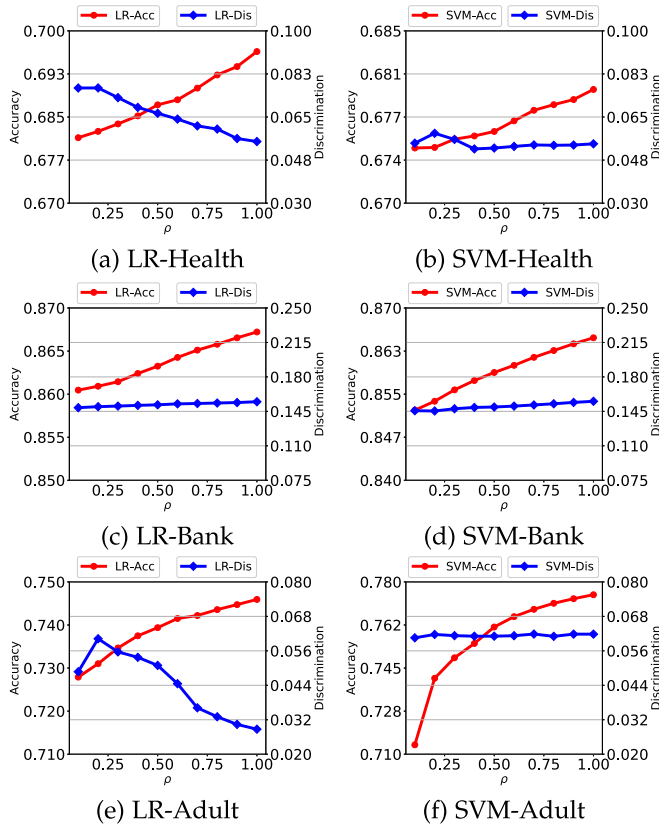 LR-Acc LR-Dis SVM-Acc SVM-Dis
0.700 0.100 0.685 0.100
0.693 0.083 0.681 0.083
0.685 0.065 0.677 0.065
0.677 0.048 0.674 0.048
0.670 0.030 0.670 0.030
Accuracy Discrimination Accuracy Discrimination
0.25 0.50 0.75 1.00 0.25 0.50 0.75 1.00
ρ ρ
(a) LR-Health (b) SVM-Health
LR-Acc LR-Dis SVM-Acc SVM-Dis
0.870 0.250 0.870 0.250
0.865 0.215 0.863 0.215
0.860 0.180 0.855 0.180
0.855 0.145 0.847 0.145
0.850 0.110 0.840 0.110
0.075 0.075
Accuracy Discrimination Accuracy Discrimination
0.25 0.50 0.75 1.00 0.25 0.50 0.75 1.00
ρ ρ
(c) LR-Bank (d) SVM-Bank
LR-Acc LR-Dis SVM-Acc SVM-Dis
0.750 0.080 0.780 0.080
0.740 0.068 0.762 0.068
0.730 0.056 0.745 0.056
0.720 0.044 0.728 0.044
0.710 0.032 0.710 0.032
0.020 0.020
Accuracy Discrimination Accuracy Discrimination
0.25 0.50 0.75 1.00 0.25 0.50 0.75 1.00
ρ ρ
(e) LR-Adult (f) SVM-Adult